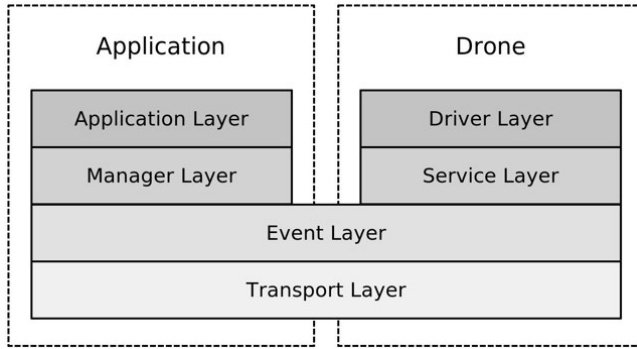 Application
Drone
Application Layer
Driver Layer
Manager Layer
Service Layer
Event Layer
Transport Layer